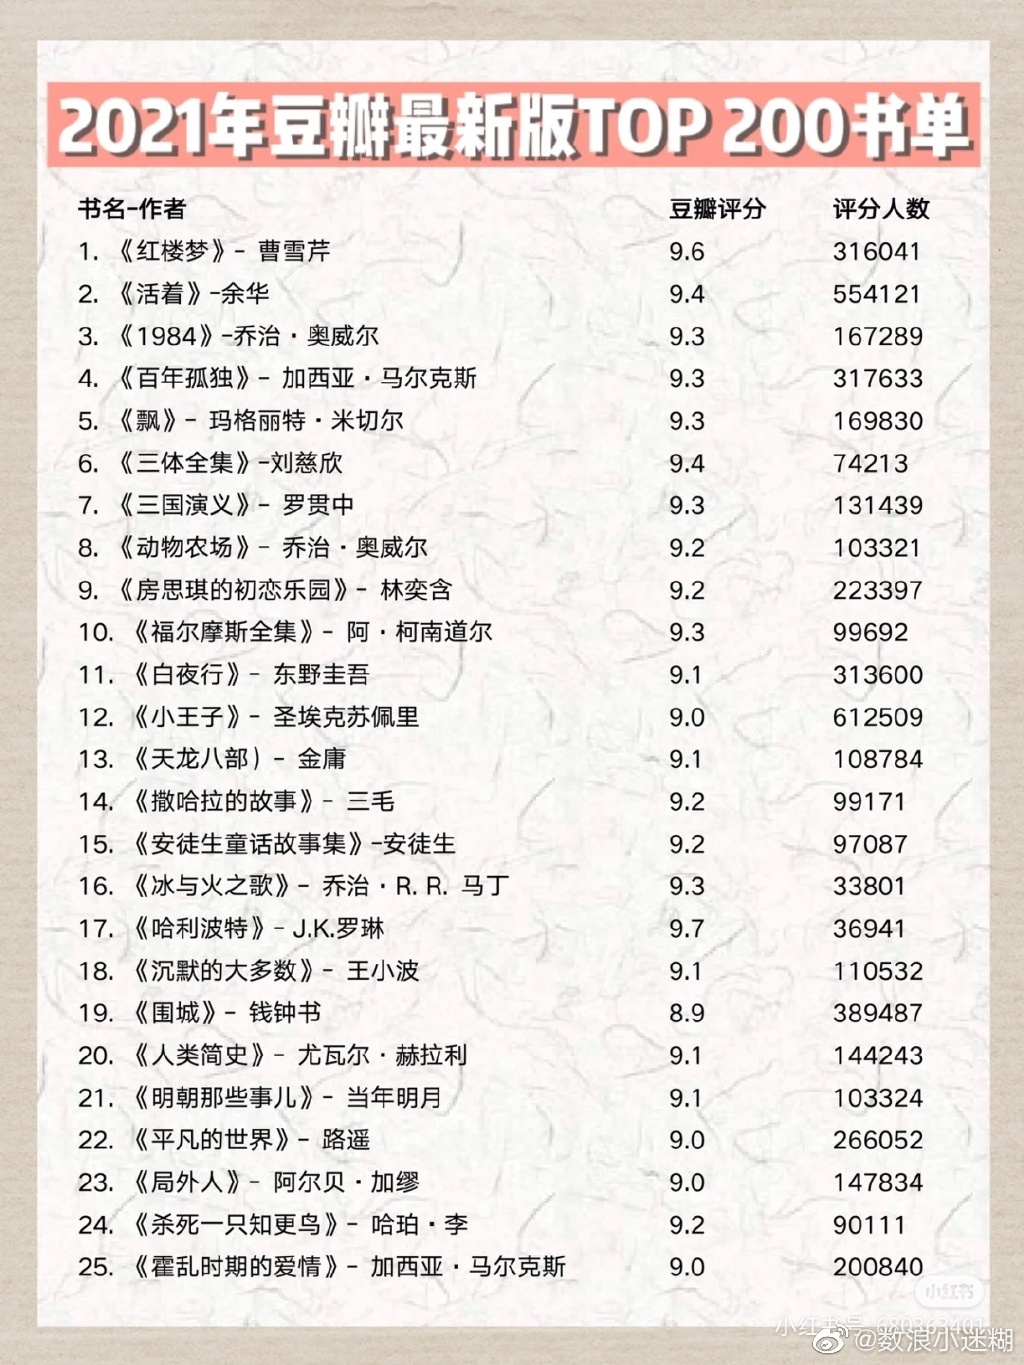 2021年豆瓣最新版TOP 200书单
书名-作者 豆瓣评分 评分人数
1. 《红楼梦》- 曹雪芹 9.6 316041
2. 《活着》-余华 9.4 554121
3. 《1984》-乔治·奥威尔 9.3 167289
4. 《百年孤独》- 加西亚·马尔克斯 9.3 317633
5. 《飘》- 玛格丽特·米切尔 9.3 169830
6. 《三体全集》-刘慈欣 9.4 74213
7. 《三国演义》- 罗贯中 9.3 131439
8. 《动物农场》- 乔治·奥威尔 9.2 103321
9. 《房思琪的初恋乐园》- 林奕含 9.2 223397
10. 《福尔摩斯全集》- 阿·柯南道尔 9.3 99692
11. 《白夜行》- 东野圭吾 9.1 313600
12. 《小王子》- 圣埃克苏佩里 9.0 612509
13. 《天龙八部）- 金庸 9.1 108784
14. 《撒哈拉的故事》- 三毛 9.2 99171
15. 《安徒生童话故事集》-安徒生 9.2 97087
16. 《冰与火之歌》- 乔治·R. R. 马丁 9.3 33801
17. 《哈利波特》- J.K.罗琳 9.7 36941
18. 《沉默的大多数》- 王小波 9.1 110532
19. 《围城》- 钱钟书 8.9 389487
20. 《人类简史》- 尤瓦尔·赫拉利 9.1 144243
21. 《明朝那些事儿》- 当年明月 9.1 103324
22. 《平凡的世界》- 路遥 9.0 266052
23. 《局外人》- 阿尔贝·加缪 9.0 147834
24. 《杀死一只知更鸟》- 哈珀·李 9.2 90111
25. 《霍乱时期的爱情》- 加西亚·马尔克斯 9.0 200840
小红书
小红书号 680363401
@数浪小迷糊